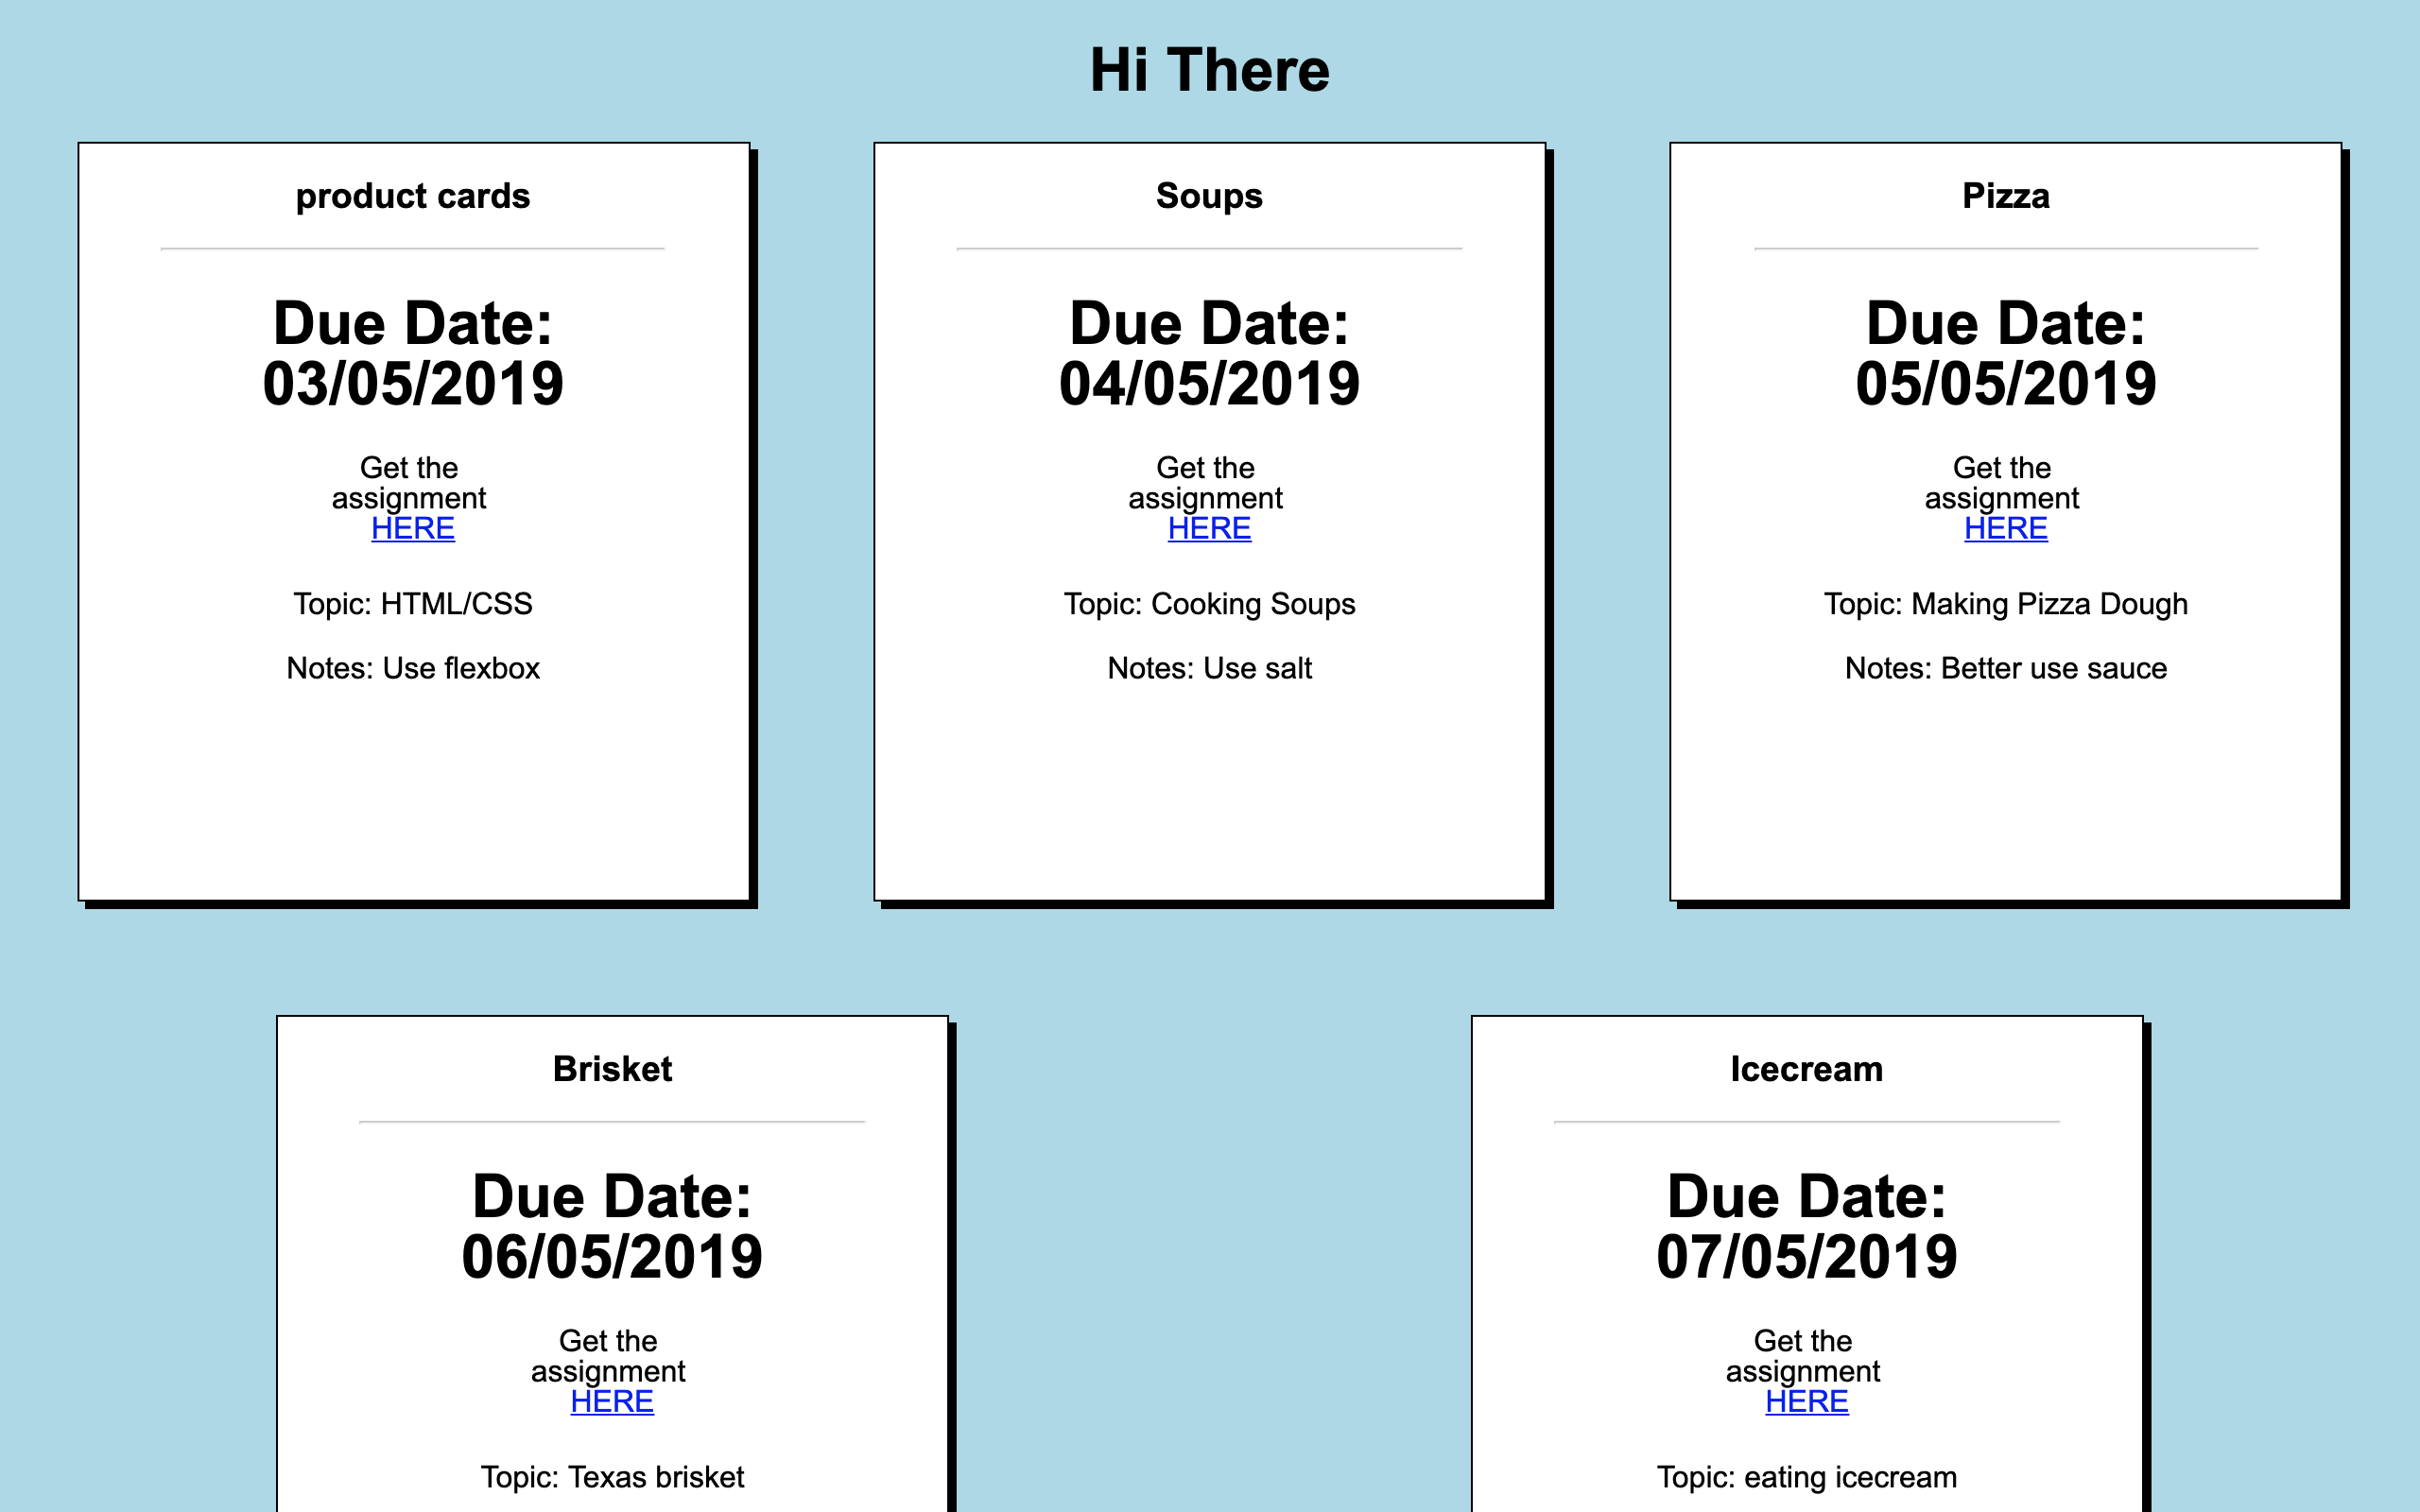 Hi There
product cards
Due Date:
03/05/2019
Get the
assignment
HERE
Topic: HTML/CSS
Notes: Use flexbox
Soups
Due Date:
04/05/2019
Get the
assignment
HERE
Topic: Cooking Soups
Notes: Use salt
Pizza
Due Date:
05/05/2019
Get the
assignment
HERE
Topic: Making Pizza Dough
Notes: Better use sauce
Brisket
Due Date:
06/05/2019
Get the
assignment
HERE
Topic: Texas brisket
Icecream
Due Date:
07/05/2019
Get the
assignment
HERE
Topic: eating icecream